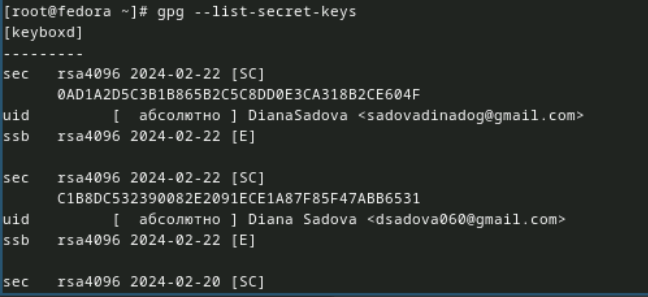 [root@fedora ~]# gpg --list-secret-keys
[keyboxd]
---------
sec   rsa4096 2024-02-22 [SC]
      0AD1A2D5C3B1B865B2C5C8DD0E3CA318B2CE604F
uid         [  абсолютно ] DianaSadova <sadovadinadog@gmail.com>
ssb   rsa4096 2024-02-22 [E]

sec   rsa4096 2024-02-22 [SC]
      C1B8DC532390082E2091ECE1A87F85F47ABB6531
uid         [  абсолютно ] Diana Sadova <dsadova060@gmail.com>
ssb   rsa4096 2024-02-22 [E]

sec   rsa4096 2024-02-20 [SC]